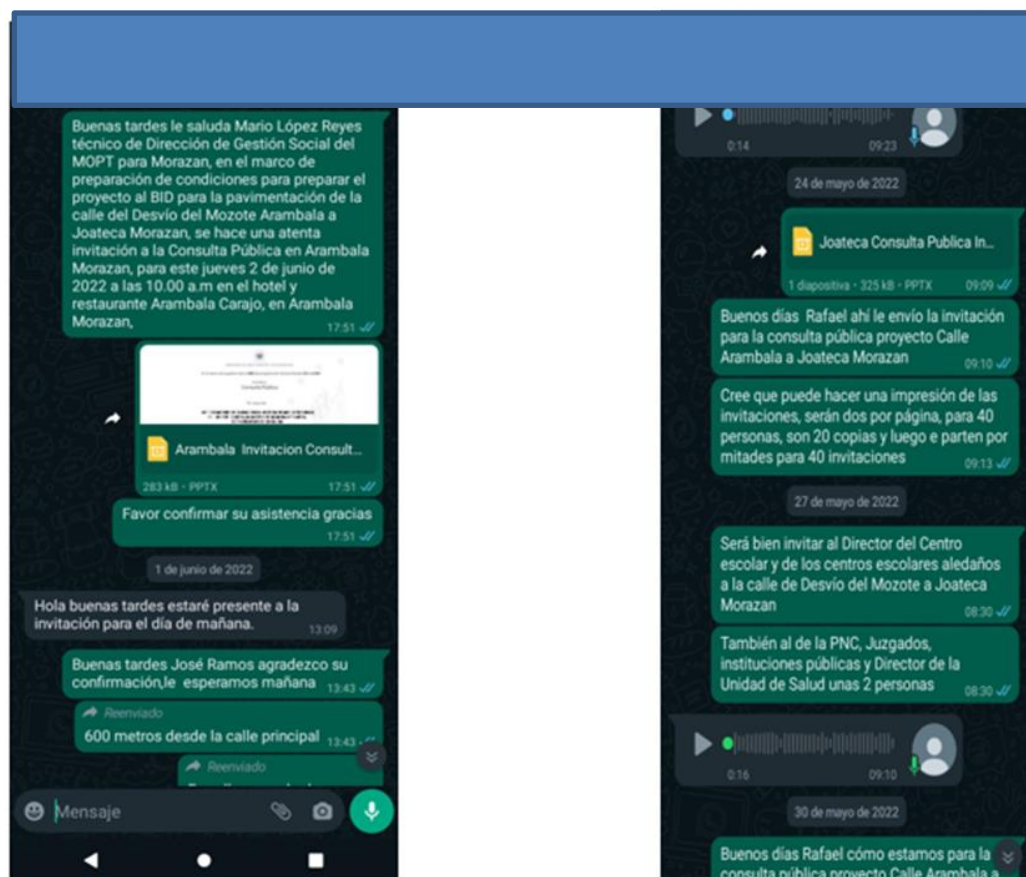 Buenas tardes le saluda Mario López Reyes
técnico de Dirección de Gestión Social del
MOPT para Morazan, en el marco de
preparación de condiciones para preparar el
proyecto al BID para la pavimentación de la
calle del Desvío del Mozote Arambala a
Joateca Morazan, se hace una atenta
invitación a la Consulta Pública en Arambala
Morazan, para este jueves 2 de junio de
2022 a las 10.00 a.m en el hotel y
restaurante Arambala Carajo, en Arambala
Morazan,
17:51
Arambala Invitacion Consult...
283 kB • PPTX 17:51
Favor confirmar su asistencia gracias
17:51
1 de junio de 2022
Hola buenas tardes estaré presente a la
invitación para el día de mañana. 13:09
Buenas tardes José Ramos agradezco su
confirmación,le esperamos mañana 13:43
Reenviado
600 metros desde la calle principal 13:43
Reenviado
Mensaje
0:14 09:23
24 de mayo de 2022
Joateca Consulta Publica In...
1 diapositiva • 325 kB • PPTX 09:09
Buenos días Rafael ahí le envío la invitación
para la consulta pública proyecto Calle
Arambala a Joateca Morazan 09:10
Cree que puede hacer una impresión de las
invitaciones, serán dos por página, para 40
personas, son 20 copias y luego e parten por
mitades para 40 invitaciones 09:13
27 de mayo de 2022
Será bien invitar al Director del Centro
escolar y de los centros escolares aledaños
a la calle de Desvío del Mozote a Joateca
Morazan 08:30
También al de la PNC, Juzgados,
instituciones públicas y Director de la
Unidad de Salud unas 2 personas 08:30
0:16 09:10
30 de mayo de 2022
Buenos días Rafael cómo estamos para la
consulta pública proyecto Calle Arambala a